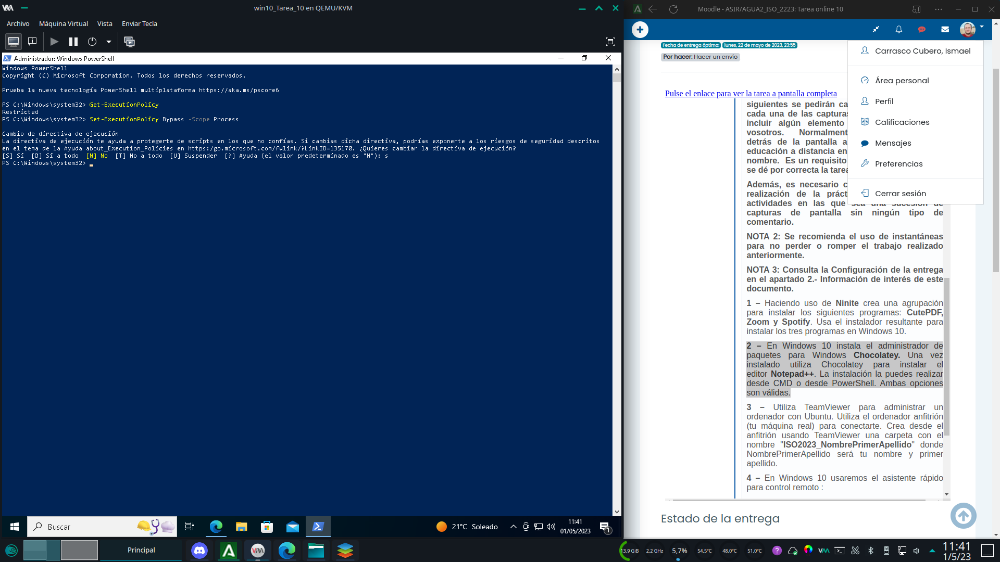 win10_Tarea_10 en QEMU/KVM
Archivo Máquina Virtual Vista Enviar Tecla
Administrador: Windows PowerShell
Windows PowerShell
Copyright (C) Microsoft Corporation. Todos los derechos reservados.
Prueba la nueva tecnología PowerShell multiplataforma https://aka.ms/pscore6
PS C:\Windows\system32> Get-ExecutionPolicy
Restricted
PS C:\Windows\system32> Set-ExecutionPolicy Bypass -Scope Process
Cambio de directiva de ejecución
La directiva de ejecución te ayuda a protegerte de scripts en los que no confías. Si cambias dicha directiva, podrías exponerte a los riesgos de seguridad descritos
en el tema de la Ayuda about_Execution_Policies en https:/go.microsoft.com/fwlink/?LinkID=135170. ¿Quieres cambiar la directiva de ejecución?
[S] Sí  [O] Sí a todo  [N] No  [T] No a todo  [U] Suspender  [?] Ayuda (el valor predeterminado es "N"): s
PS C:\Windows\system32>
Buscar
21°C Soleado
11:41
01/05/2023
1
Moodle - ASIR/AGUA2_ISO_2223: Tarea online 10
Fecha de entrega óptima: lunes, 22 de mayo de 2023, 23:55
Por hacer: Hacer un envío
Carrasco Cubero, Ismael
Área personal
Perfil
Calificaciones
Mensajes
Preferencias
Cerrar sesión
Pulse el enlace para ver la tarea a pantalla completa
siguientes se pedirán ca
cada una de las capturas
incluir algún elemento
vosotros. Normalment
detrás de la pantalla a
educación a distancia en
nombre. Es un requisito
se dé por correcta la tarea
Además, es necesario c
realización de la práct
actividades en las que sea una sucesión de
capturas de pantalla sin ningún tipo de
comentario.
NOTA 2: Se recomienda el uso de instantáneas
para no perder o romper el trabajo realizado
anteriormente.
NOTA 3: Consulta la Configuración de la entrega
en el apartado 2.- Información de interés de este
documento.
1 – Haciendo uso de Ninite crea una agrupación
para instalar los siguientes programas: CutePDF,
Zoom y Spotify. Usa el instalador resultante para
instalar los tres programas en Windows 10.
2 – En Windows 10 instala el administrador de
paquetes para Windows Chocolatey. Una vez
instalado utiliza Chocolatey para instalar el
editor Notepad++. La instalación la puedes realizar
desde CMD o desde PowerShell. Ambas opciones
son válidas.
3 – Utiliza TeamViewer para administrar un
ordenador con Ubuntu. Utiliza el ordenador anfitrión
(tu máquina real) para conectarte. Crea desde el
anfitrión usando TeamViewer una carpeta con el
nombre "ISO2023_NombrePrimerApellido" donde
NombrePrimerApellido será tu nombre y primer
apellido.
4 – En Windows 10 usaremos el asistente rápido
para control remoto :
Estado de la entrega
Principal
13,9 GiB
2,2 GHz
5,7%
54,5°C
48,0°C
51,0°C
11:41
1/5/23